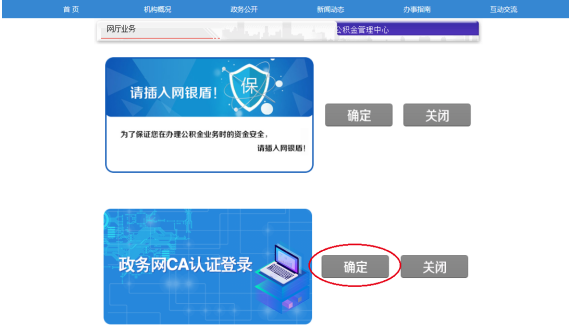 首页 机构概况 政务公开 新闻动态 办事指南 互动交流
网厅业务 公积金管理中心
请插入网银盾！ 保
确定 关闭
为了保证您在办理公积金业务时的资金安全，
请插入网银盾！
政务网CA认证登录 确定 关闭